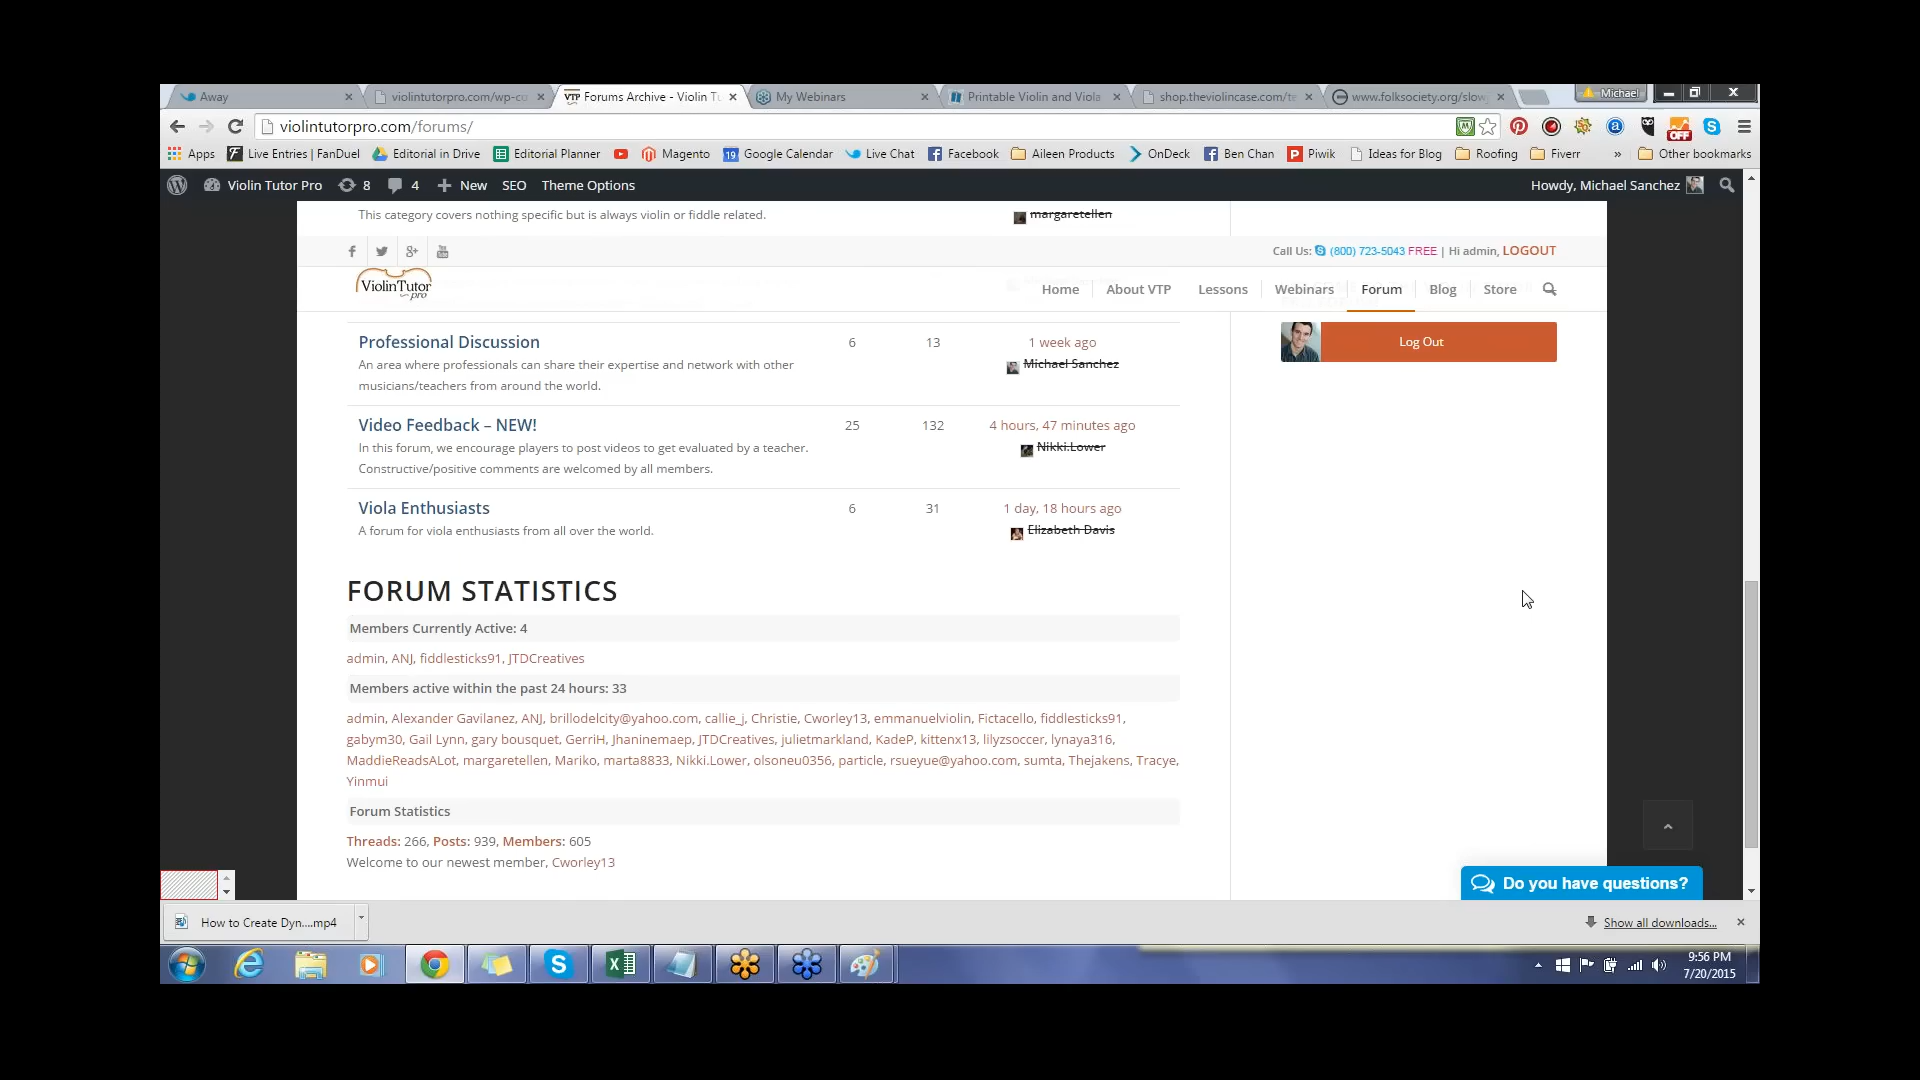 Away
violintutorpro.com/wp-co
VTP Forums Archive - Violin Tu
My Webinars
Printable Violin and Viola
shop.theviolincase.com/te
www.folksociety.org/slow
Michael
violintutorpro.com/forums/
OFF
Apps
Live Entries | FanDuel
Editorial in Drive
Editorial Planner
Magento
19 Google Calendar
Live Chat
Facebook
Aileen Products
OnDeck
Ben Chan
Piwik
Ideas for Blog
Roofing
Fiverr
»
Other bookmarks
Violin Tutor Pro
8
4
New
SEO
Theme Options
Howdy, Michael Sanchez
This category covers nothing specific but is always violin or fiddle related.
margaretellen
Call Us: (800) 723-5043 FREE | Hi admin, LOGOUT
ViolinTutor
pro
Home
About VTP
Lessons
Webinars
Forum
Blog
Store
Professional Discussion
6
13
1 week ago
Log Out
An area where professionals can share their expertise and network with other
Michael Sanchez
musicians/teachers from around the world.
Video Feedback – NEW!
25
132
4 hours, 47 minutes ago
In this forum, we encourage players to post videos to get evaluated by a teacher.
Nikki.Lower
Constructive/positive comments are welcomed by all members.
Viola Enthusiasts
6
31
1 day, 18 hours ago
A forum for viola enthusiasts from all over the world.
Elizabeth Davis
FORUM STATISTICS
Members Currently Active: 4
admin, ANJ, fiddlesticks91, JTDCreatives
Members active within the past 24 hours: 33
admin, Alexander Gavilanez, ANJ, brillodelcity@yahoo.com, callie_j, Christie, Cworley13, emmanuelviolin, Fictacello, fiddlesticks91,
gabym30, Gail Lynn, gary bousquet, GerriH, Jhaninemaep, JTDCreatives, julietmarkland, KadeP, kittenx13, lilyzsoccer, lynaya316,
MaddieReadsALot, margaretellen, Mariko, marta8833, Nikki.Lower, olsoneu0356, particle, rsueyue@yahoo.com, sumta, Thejakens, Tracye,
Yinmui
Forum Statistics
Threads: 266, Posts: 939, Members: 605
Welcome to our newest member, Cworley13
Do you have questions?
How to Create Dyn....mp4
Show all downloads...
9:56 PM
7/20/2015